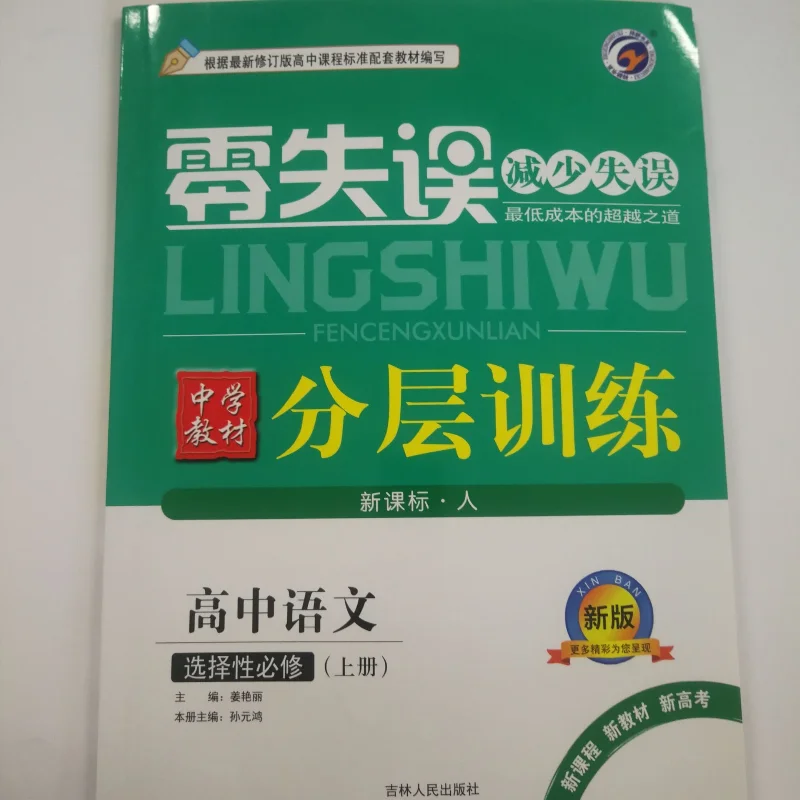 根据最新修订版高中课程标准配套教材编写
零失误
减少失误
最低成本的超越之道
LINGSHIWU
FENCENGXUNLIAN
中学
教材
分层训练
新课标·人
高中语文
选择性必修（上册）
主 编：姜艳丽
本册主编：孙元鸿
XIN BAN
新版
更多精彩为您呈现
新课程 新教材 新高考
吉林人民出版社